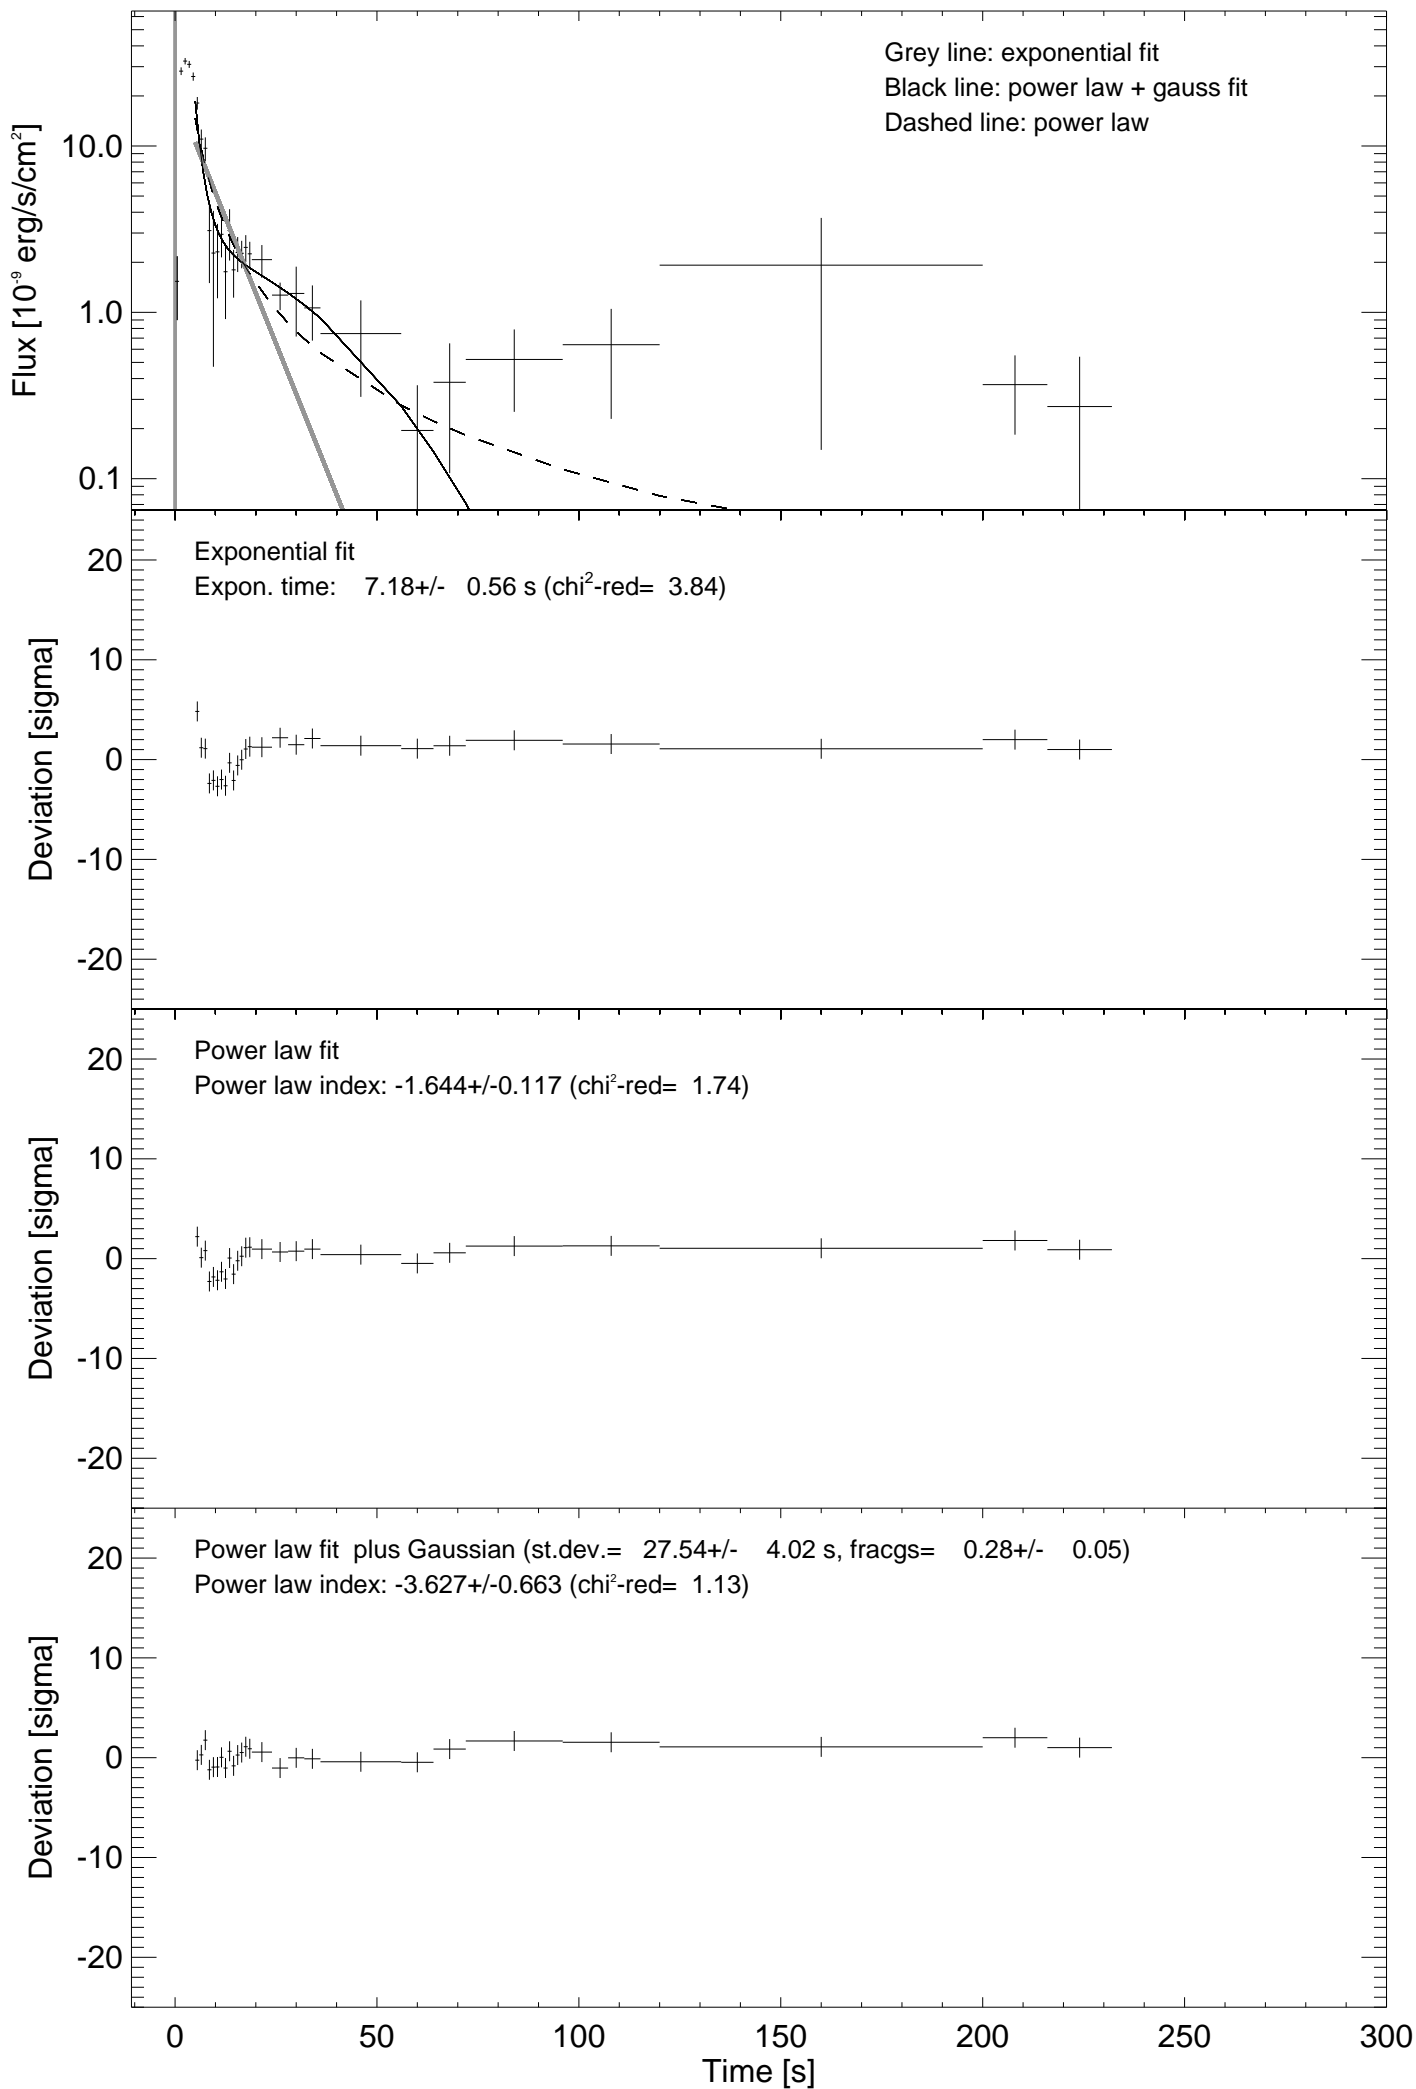 Grey line: exponential fit
Black line: power law + gauss fit
Dashed line: power law
Flux [10⁻⁹ erg/s/cm²]
10.0
1.0
0.1
Exponential fit
Expon. time: 7.18+/- 0.56 s (chi²-red= 3.84)
Deviation [sigma]
20
10
0
-10
-20
Power law fit
Power law index: -1.644+/-0.117 (chi²-red= 1.74)
Deviation [sigma]
20
10
0
-10
-20
Power law fit plus Gaussian (st.dev.= 27.54+/- 4.02 s, fracgs= 0.28+/- 0.05)
Power law index: -3.627+/-0.663 (chi²-red= 1.13)
Deviation [sigma]
20
10
0
-10
-20
0 50 100 150 200 250 300
Time [s]